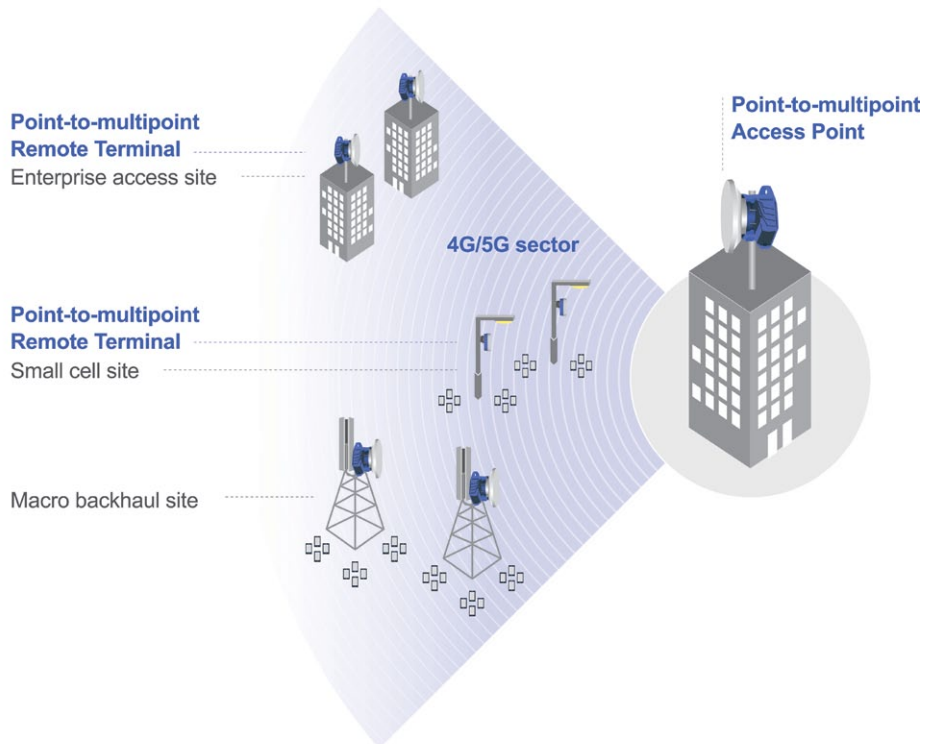 Point-to-multipoint
Remote Terminal
Enterprise access site
Point-to-multipoint
Access Point
4G/5G sector
Point-to-multipoint
Remote Terminal
Small cell site
Macro backhaul site